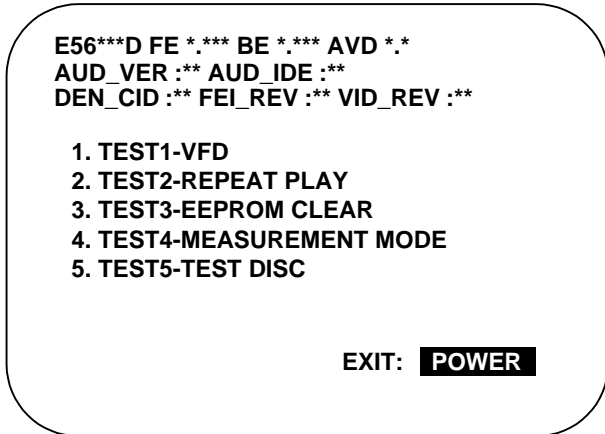 E56***D FE *.*** BE *.*** AVD *.*
AUD_VER :** AUD_IDE :**
DEN_CID :** FEI_REV :** VID_REV :**
1. TEST1-VFD
2. TEST2-REPEAT PLAY
3. TEST3-EEPROM CLEAR
4. TEST4-MEASUREMENT MODE
5. TEST5-TEST DISC
EXIT: POWER